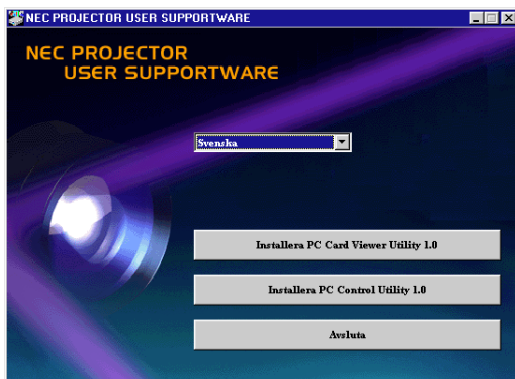 NEC PROJECTOR USER SUPPORTWARE
NEC PROJECTOR
USER SUPPORTWARE
Svenska
Installera PC Card Viewer Utility 1.0
Installera PC Control Utility 1.0
Avsluta